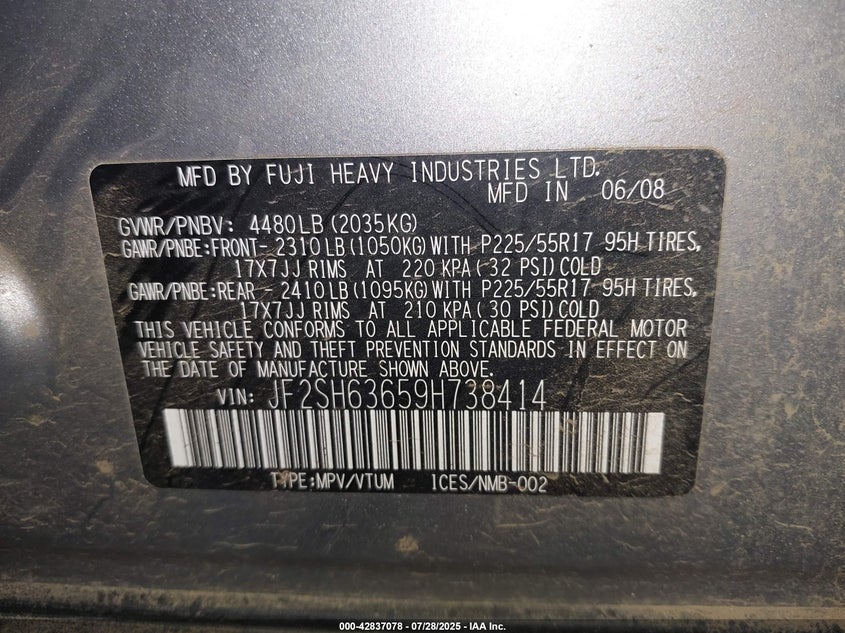 MFD BY FUJI HEAVY INDUSTRIES LTD.
MFD IN 06/08
GVWR/PNBV: 4480LB (2035KG)
GAWR/PNBE:FRONT- 2310LB (1050KG) WITH P225/55R17 95H TIRES,
17X7JJ RIMS AT 220 KPA (32 PSI) COLD
GAWR/PNBE:REAR - 2410LB (1095KG) WITH P225/55R17 95H TIRES,
17X7JJ RIMS AT 210 KPA (30 PSI) COLD
THIS VEHICLE CONFORMS TO ALL APPLICABLE FEDERAL MOTOR
VEHICLE SAFETY AND THEFT PREVENTION STANDARDS IN EFFECT ON
THE DATE OF MANUFACTURE SHOWN ABOVE.
VIN: JF2SH63659H738414
TYPE:MPV/VTUM ICES/NMB-002
000-42837078 - 07/28/2025 - IAA Inc.